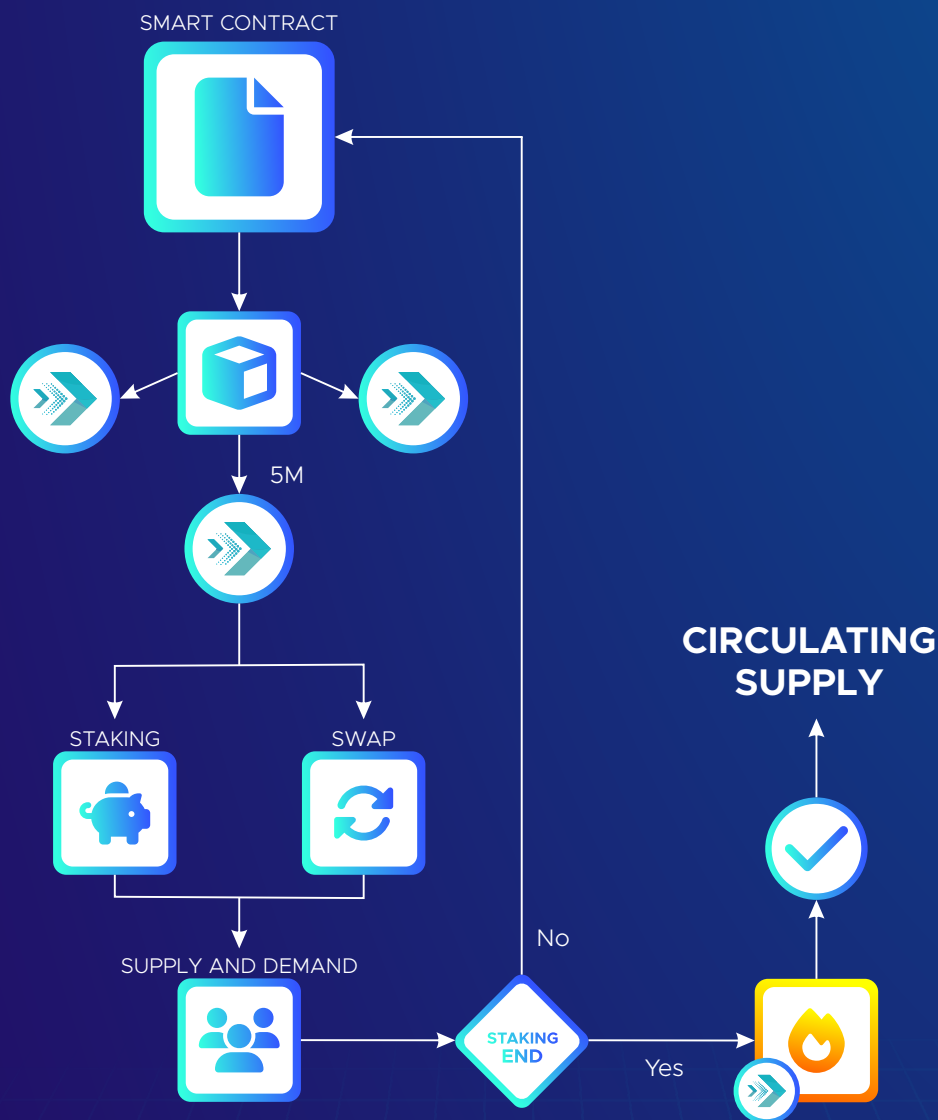 SMART CONTRACT
5M
CIRCULATING
SUPPLY
STAKING
SWAP
No
SUPPLY AND DEMAND
STAKING
END
Yes